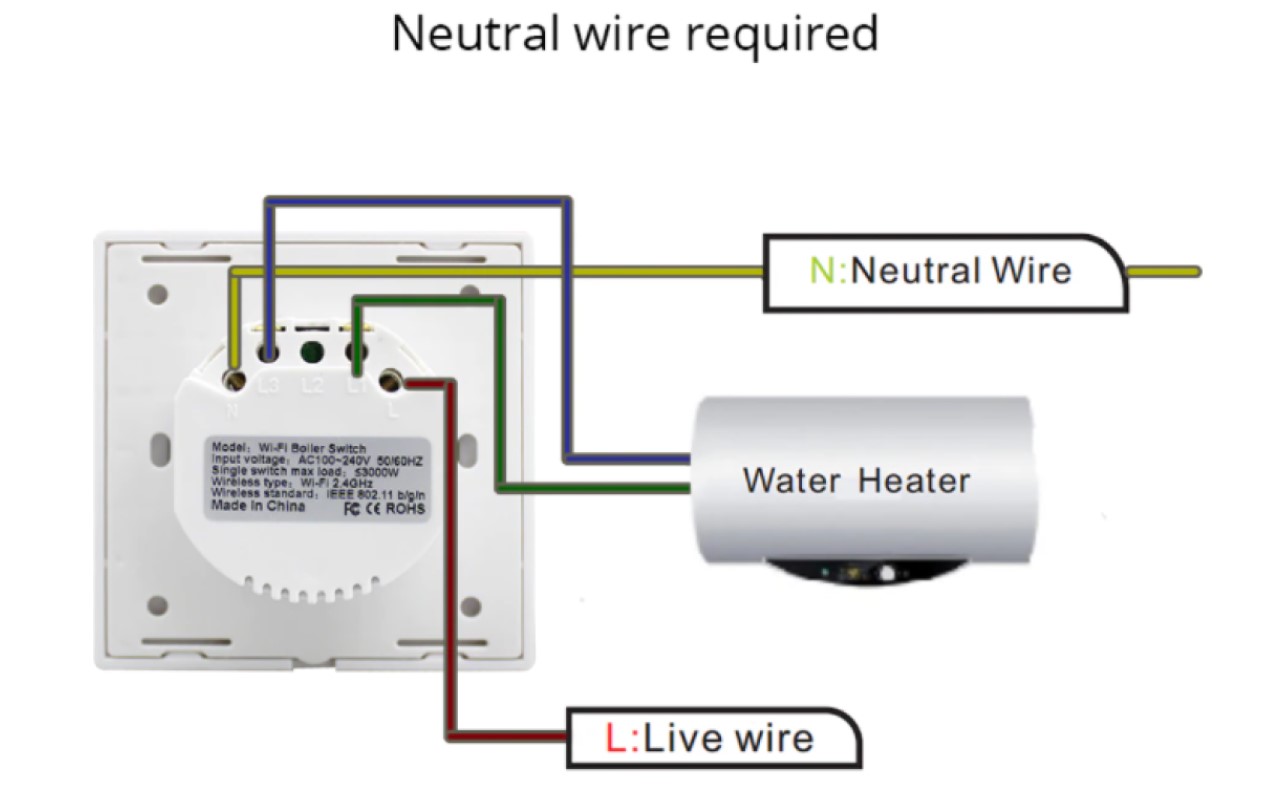 Neutral wire required
N:Neutral Wire
N L3 L2 L1 L
Model: Wi-Fi Boiler Switch
Input voltage: AC100~240V 50/60HZ
Single switch max load: ≤3000W
Wireless type: Wi-Fi 2.4GHz
Wireless standard: IEEE 802.11 b/g/n
Made in China FC CE ROHS
Water Heater
L:Live wire